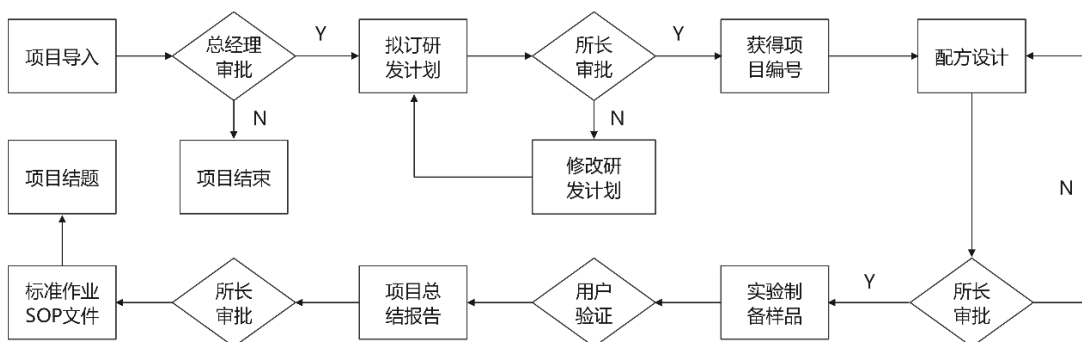 项目导入
总经理
审批
Y
拟订研
发计划
所长
审批
Y
获得项
目编号
配方设计
N
N
项目结题
项目结束
修改研
发计划
N
标准作业
SOP文件
所长
审批
项目总
结报告
用户
验证
实验制
备样品
Y
所长
审批